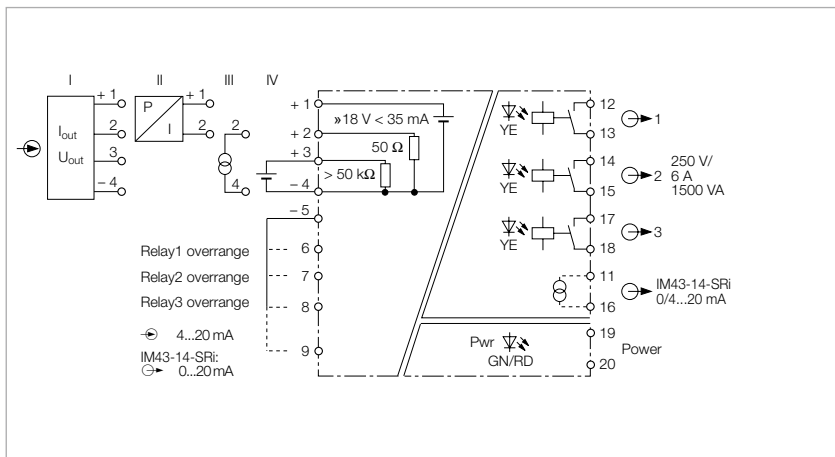 I II III IV
+ 1
2
3
– 4
I out
U out
P
I
+ 1
2
2
4
+ 1
+ 2
+ 3
– 4
– 5
6
7
8
9
»18 V < 35 mA
50 Ω
> 50 kΩ
Relay1 overrange
Relay2 overrange
Relay3 overrange
4...20 mA
IM43-14-SRi:
0...20 mA
YE
YE
YE
12
13
14
15
17
18
11
16
19
20
1
2
250 V/
6 A
1500 VA
3
IM43-14-SRi
0/4...20 mA
Pwr
GN/RD
Power